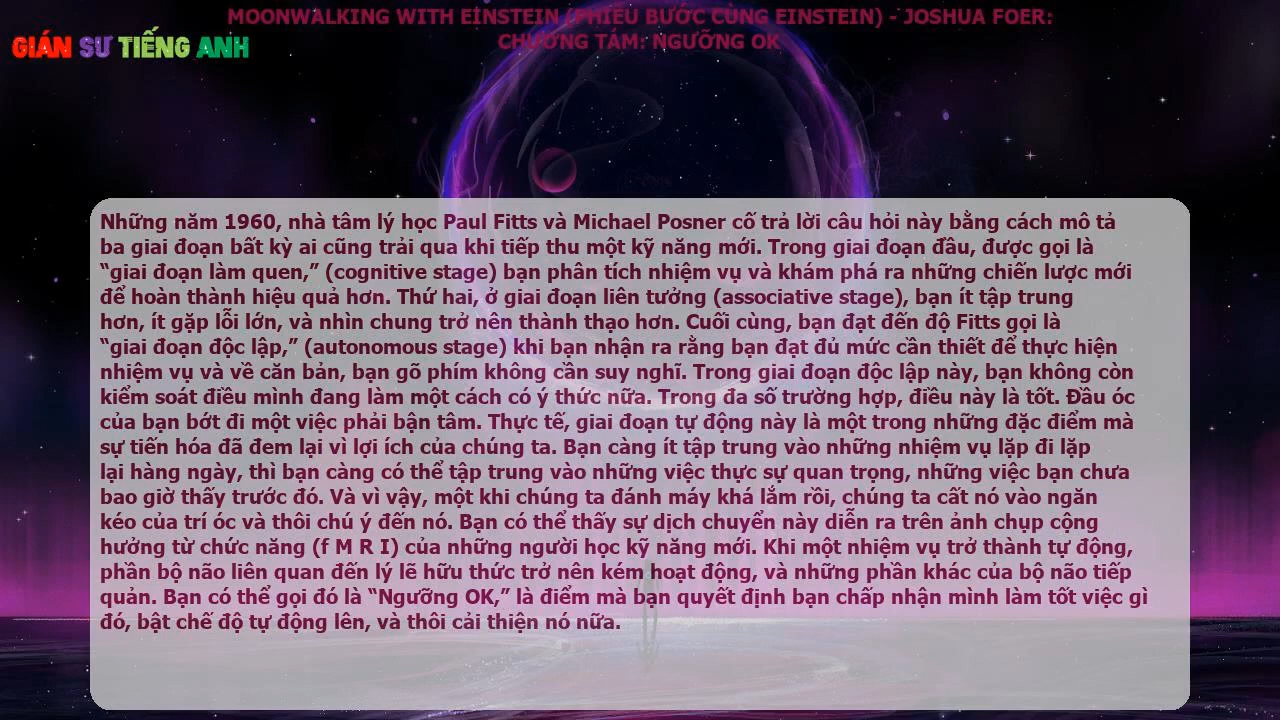 MOONWALKING WITH EINSTEIN (PHIÊU BƯỚC CÙNG EINSTEIN) - JOSHUA FOER:
CHƯƠNG TÁM: NGƯỠNG OK
GIÁN SƯ TIẾNG ANH
Những năm 1960, nhà tâm lý học Paul Fitts và Michael Posner cố trả lời câu hỏi này bằng cách mô tả
ba giai đoạn bất kỳ ai cũng trải qua khi tiếp thu một kỹ năng mới. Trong giai đoạn đầu, được gọi là
“giai đoạn làm quen,” (cognitive stage) bạn phân tích nhiệm vụ và khám phá ra những chiến lược mới
để hoàn thành hiệu quả hơn. Thứ hai, ở giai đoạn liên tưởng (associative stage), bạn ít tập trung
hơn, ít gặp lỗi lớn, và nhìn chung trở nên thành thạo hơn. Cuối cùng, bạn đạt đến độ Fitts gọi là
“giai đoạn độc lập,” (autonomous stage) khi bạn nhận ra rằng bạn đạt đủ mức cần thiết để thực hiện
nhiệm vụ và về căn bản, bạn gõ phím không cần suy nghĩ. Trong giai đoạn độc lập này, bạn không còn
kiểm soát điều mình đang làm một cách có ý thức nữa. Trong đa số trường hợp, điều này là tốt. Đầu óc
của bạn bớt đi một việc phải bận tâm. Thực tế, giai đoạn tự động này là một trong những đặc điểm mà
sự tiến hóa đã đem lại vì lợi ích của chúng ta. Bạn càng ít tập trung vào những nhiệm vụ lặp đi lặp
lại hàng ngày, thì bạn càng có thể tập trung vào những việc thực sự quan trọng, những việc bạn chưa
bao giờ thấy trước đó. Và vì vậy, một khi chúng ta đánh máy khá lắm rồi, chúng ta cất nó vào ngăn
kéo của trí óc và thôi chú ý đến nó. Bạn có thể thấy sự dịch chuyển này diễn ra trên ảnh chụp cộng
hưởng từ chức năng (f M R I) của những người học kỹ năng mới. Khi một nhiệm vụ trở thành tự động,
phần bộ não liên quan đến lý lẽ hữu thức trở nên kém hoạt động, và những phần khác của bộ não tiếp
quản. Bạn có thể gọi đó là “Ngưỡng OK,” là điểm mà bạn quyết định bạn chấp nhận mình làm tốt việc gì
đó, bật chế độ tự động lên, và thôi cải thiện nó nữa.